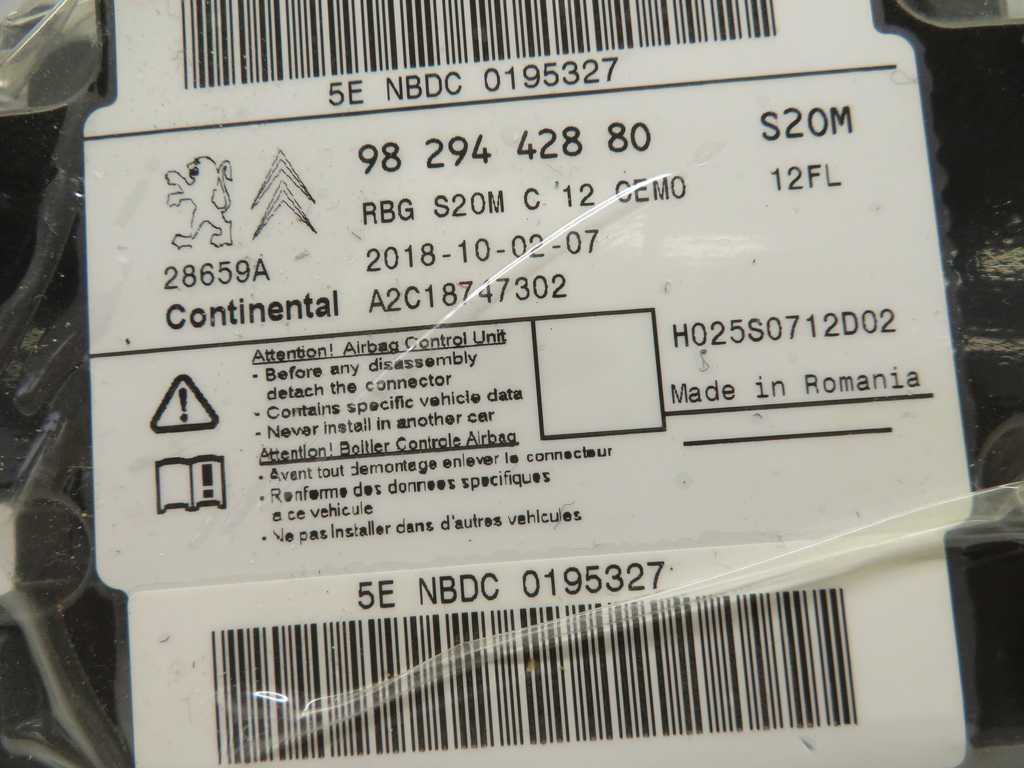 5E NBDC 0195327
98 294 428 80
S20M
RBG S20M C '12 CEMO
12FL
2018-10-02-07
28659A
Continental A2C18747302
H025S0712D02
Made in Romania
Attention! Airbag Control Unit
- Before any disassembly
detach the connector
- Contains specific vehicle data
- Never install in another car
Attention! Boitier Controle Airbag
- Avant tout demontage enlever le connecteur
- Renferme des donnees specifiques
a ce vehicule
- Ne pas installer dans d'autres vehicules
5E NBDC 0195327